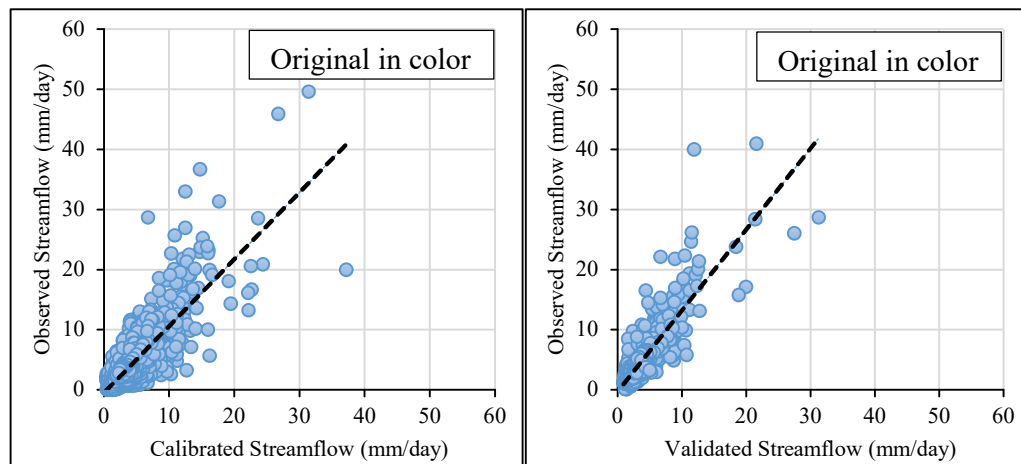 Original in color
Observed Streamflow (mm/day)
60
50
40
30
20
10
0
0 10 20 30 40 50 60
Calibrated Streamflow (mm/day)
Original in color
Observed Streamflow (mm/day)
60
50
40
30
20
10
0
0 10 20 30 40 50 60
Validated Streamflow (mm/day)